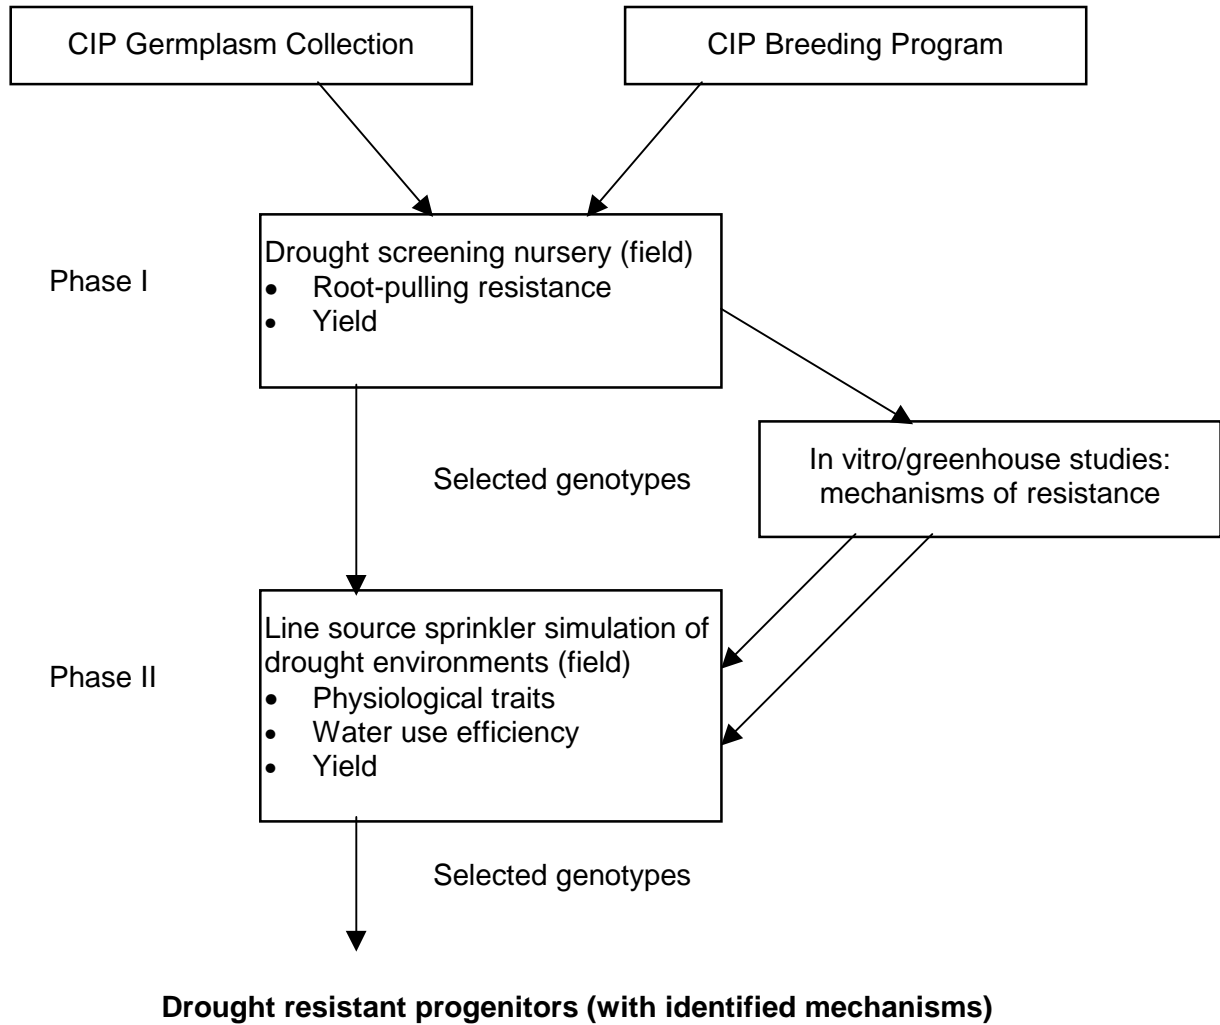 CIP Germplasm Collection
CIP Breeding Program
Phase I
Drought screening nursery (field)
• Root-pulling resistance
• Yield
Selected genotypes
In vitro/greenhouse studies:
mechanisms of resistance
Phase II
Line source sprinkler simulation of
drought environments (field)
• Physiological traits
• Water use efficiency
• Yield
Selected genotypes
Drought resistant progenitors (with identified mechanisms)